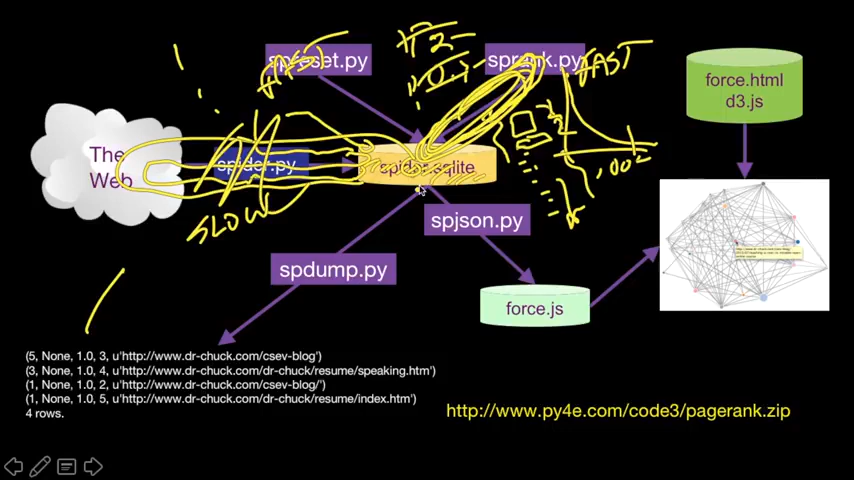 spreset.py
sprank.py
FAST
force.html
d3.js
The
Web
spider.py
spider.sqlite
.002
SLOW
spjson.py
spdump.py
force.js
(5, None, 1.0, 3, u'http://www.dr-chuck.com/csev-blog')
(3, None, 1.0, 4, u'http://www.dr-chuck.com/dr-chuck/resume/speaking.htm')
(1, None, 1.0, 2, u'http://www.dr-chuck.com/csev-blog/')
(1, None, 1.0, 5, u'http://www.dr-chuck.com/dr-chuck/resume/index.htm')
4 rows.
http://www.py4e.com/code3/pagerank.zip